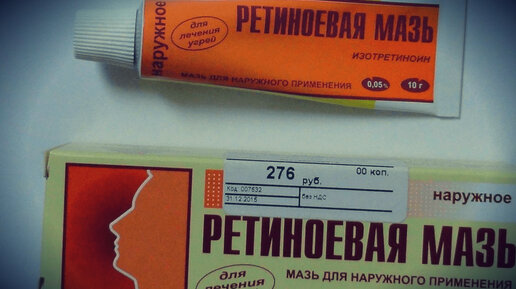 наружное
для
лечения
угрей
РЕТИНОЕВАЯ МАЗЬ
ИЗОТРЕТИНОИН
МАЗЬ ДЛЯ НАРУЖНОГО ПРИМЕНЕНИЯ
0,05%
10 г
276 руб. 00 коп.
Код: 007632
31.12.2015
без НДС
наружное
РЕТИНОЕВАЯ МАЗЬ
для
лечения
МАЗЬ ДЛЯ НАРУЖНОГО ПРИМЕНЕНИЯ